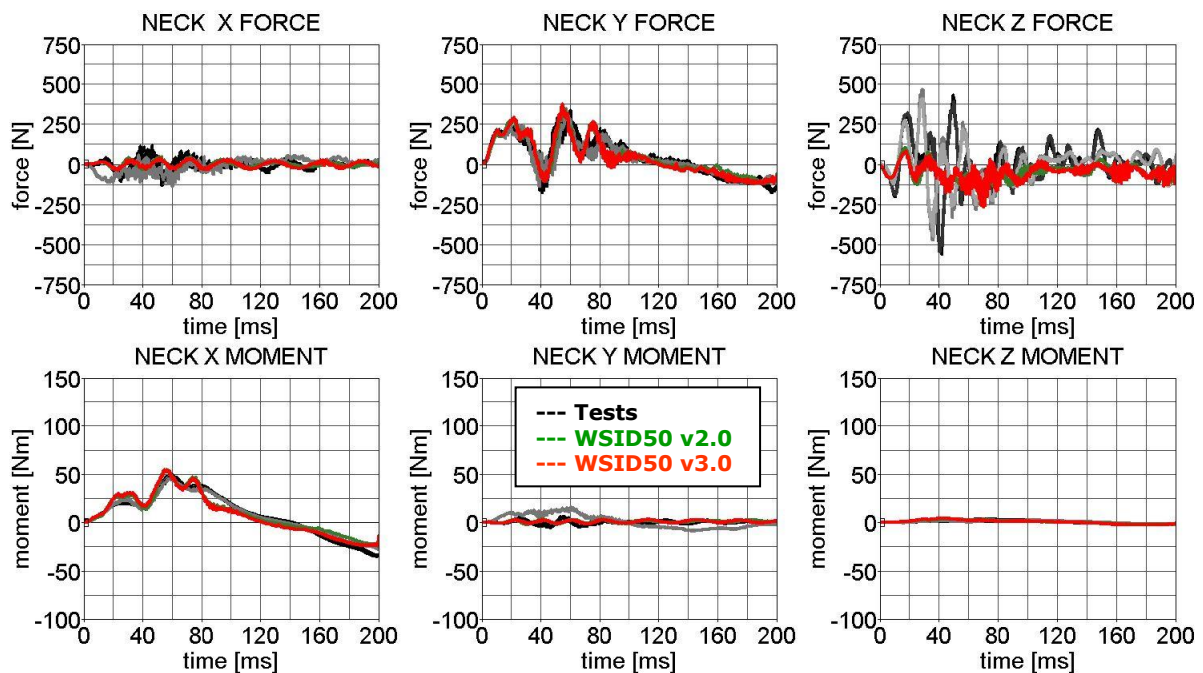 NECK X FORCE
750
500
250
0
-250
-500
-750
force [N]
0 40 80 120 160 200
time [ms]
NECK Y FORCE
750
500
250
0
-250
-500
-750
force [N]
0 40 80 120 160 200
time [ms]
NECK Z FORCE
750
500
250
0
-250
-500
-750
force [N]
0 40 80 120 160 200
time [ms]
NECK X MOMENT
150
100
50
0
-50
-100
moment [Nm]
0 40 80 120 160 200
time [ms]
NECK Y MOMENT
150
100
50
0
-50
-100
moment [Nm]
--- Tests
--- WSID50 v2.0
--- WSID50 v3.0
0 40 80 120 160 200
time [ms]
NECK Z MOMENT
150
100
50
0
-50
-100
moment [Nm]
0 40 80 120 160 200
time [ms]